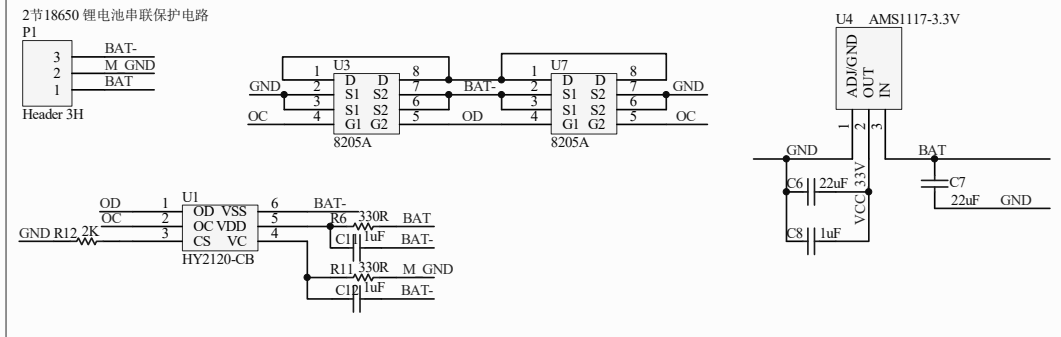 2节18650 锂电池串联保护电路
P1
3 BAT-
2 M_GND
1 BAT
Header 3H
U3
1 D D 8
GND 2 S1 S2 7 BAT-
3 S1 S2 6
OC 4 G1 G2 5 OD
8205A
U7
1 D D 8
2 S1 S2 7 GND
3 S1 S2 6
4 G1 G2 5 OC
8205A
U4 AMS1117-3.3V
ADJ/GND
OUT
IN
1
2
3
GND
BAT
C6 22uF
VCC_33V
C8 1uF
C7
22uF GND
U1
OD 1 OD VSS 6 BAT-
OC 2 OC VDD 5
GND R12 2K 3 CS VC 4
HY2120-CB
R6 330R BAT
C11 1uF BAT-
R11 330R M_GND
C12 1uF BAT-